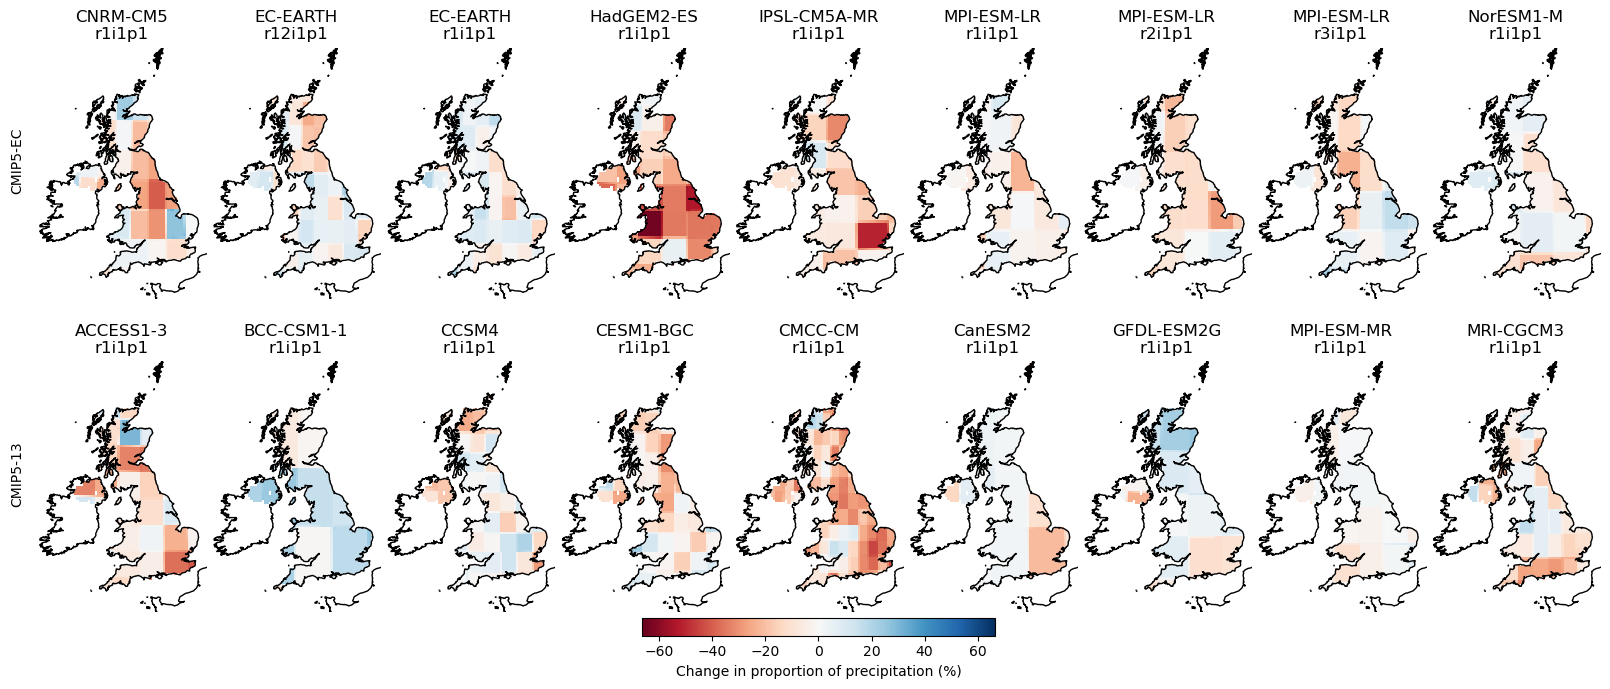 CNRM-CM5
r1i1p1
EC-EARTH
r12i1p1
EC-EARTH
r1i1p1
HadGEM2-ES
r1i1p1
IPSL-CM5A-MR
r1i1p1
MPI-ESM-LR
r1i1p1
MPI-ESM-LR
r2i1p1
MPI-ESM-LR
r3i1p1
NorESM1-M
r1i1p1
CMIP5-EC
ACCESS1-3
r1i1p1
BCC-CSM1-1
r1i1p1
CCSM4
r1i1p1
CESM1-BGC
r1i1p1
CMCC-CM
r1i1p1
CanESM2
r1i1p1
GFDL-ESM2G
r1i1p1
MPI-ESM-MR
r1i1p1
MRI-CGCM3
r1i1p1
CMIP5-13
−60 −40 −20 0 20 40 60
Change in proportion of precipitation (%)